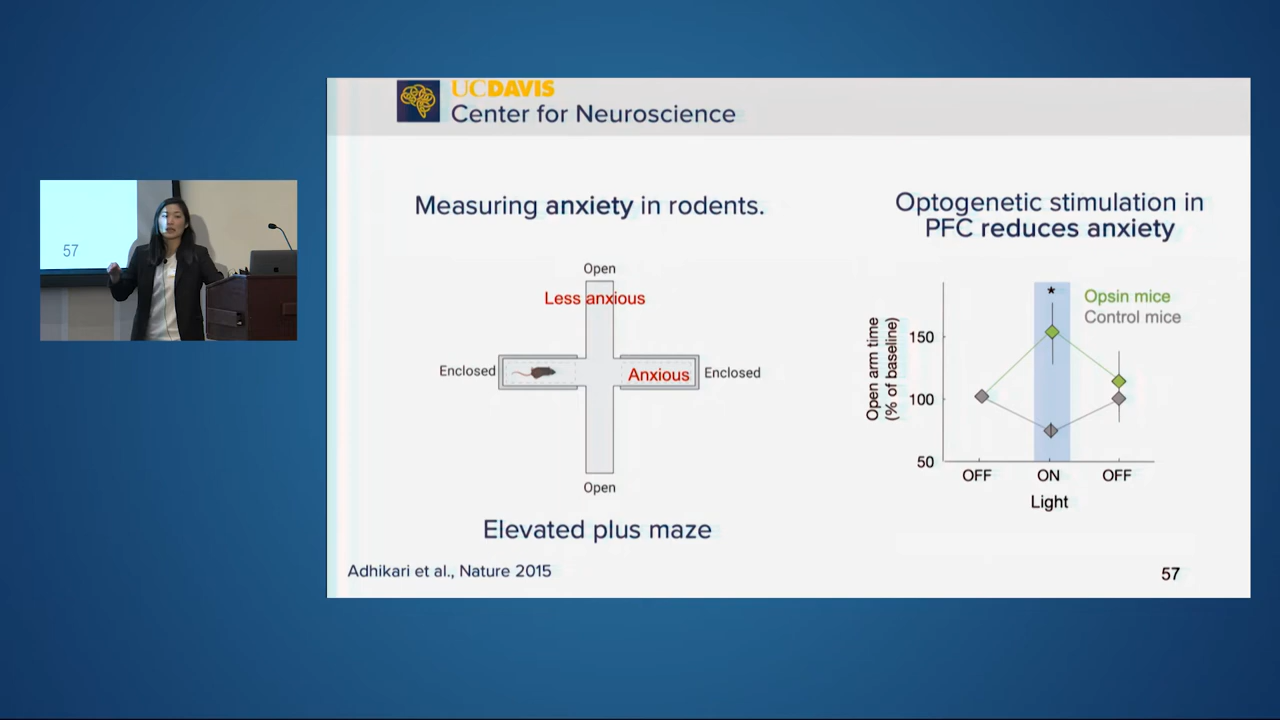 UCDAVIS
Center for Neuroscience
Measuring anxiety in rodents.
Open
Less anxious
Enclosed
Anxious
Enclosed
Open
Elevated plus maze
Adhikari et al., Nature 2015
Optogenetic stimulation in
PFC reduces anxiety
*
Opsin mice
Control mice
Open arm time
(% of baseline)
150
100
50
OFF
ON
OFF
Light
57
57